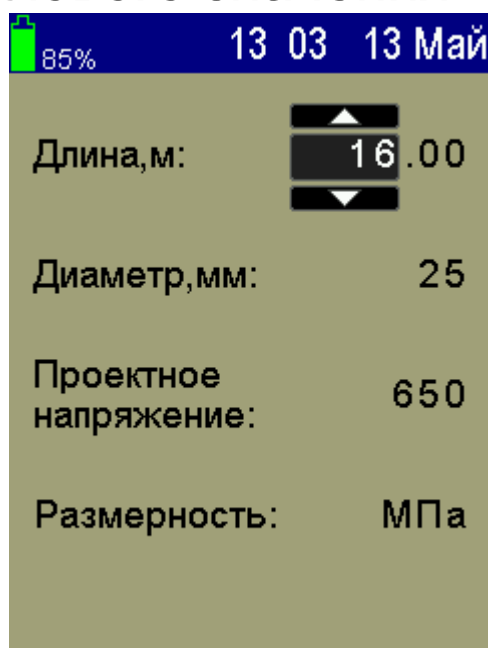 85% 13 03 13 Май
Длина,м: 16.00
Диаметр,мм: 25
Проектное
напряжение: 650
Размерность: МПа